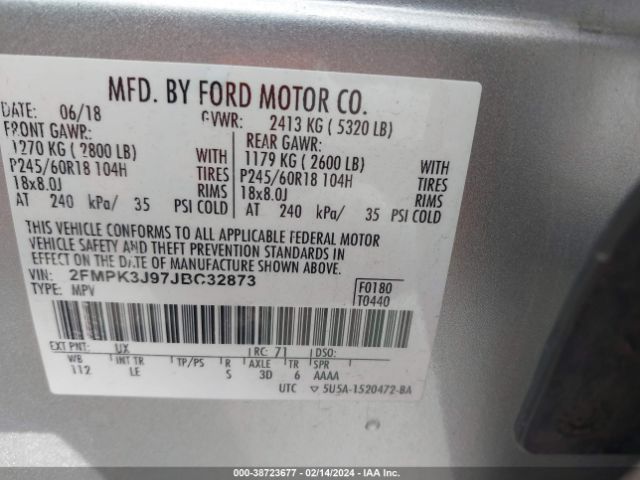 MFD. BY FORD MOTOR CO.
DATE: 06/18 GVWR: 2413 KG ( 5320 LB)
FRONT GAWR: REAR GAWR:
1270 KG ( 2800 LB) WITH 1179 KG ( 2600 LB) WITH
P245/60R18 104H TIRES P245/60R18 104H TIRES
18x8.0J RIMS 18x8.0J RIMS
AT 240 kPa/ 35 PSI COLD AT 240 kPa/ 35 PSI COLD
THIS VEHICLE CONFORMS TO ALL APPLICABLE FEDERAL MOTOR
VEHICLE SAFETY AND THEFT PREVENTION STANDARDS IN
EFFECT ON THE DATE OF MANUFACTURE SHOWN ABOVE.
VIN: 2FMPK3J97JBC32873
TYPE: MPV
F0180
T0440
EXT PNT: UX RC: 71 DSO:
WB INT TR TP/PS R AXLE TR SPR
112 LE S 3D 6 AAAA
UTC ▽ 5U5A-1520472-BA
000-38723677 - 02/14/2024 - IAA Inc.